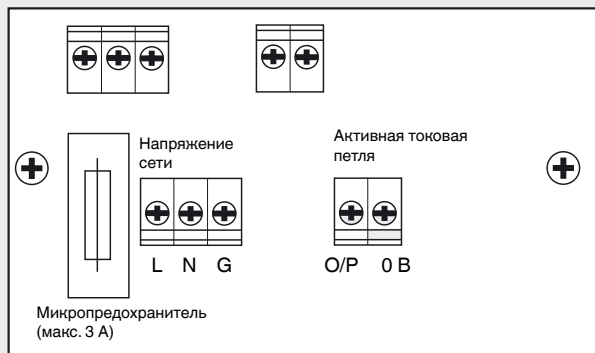 Напряжение
сети
Активная токовая
петля
L N G
O/P 0 В
Микропредохранитель
(макс. 3 А)